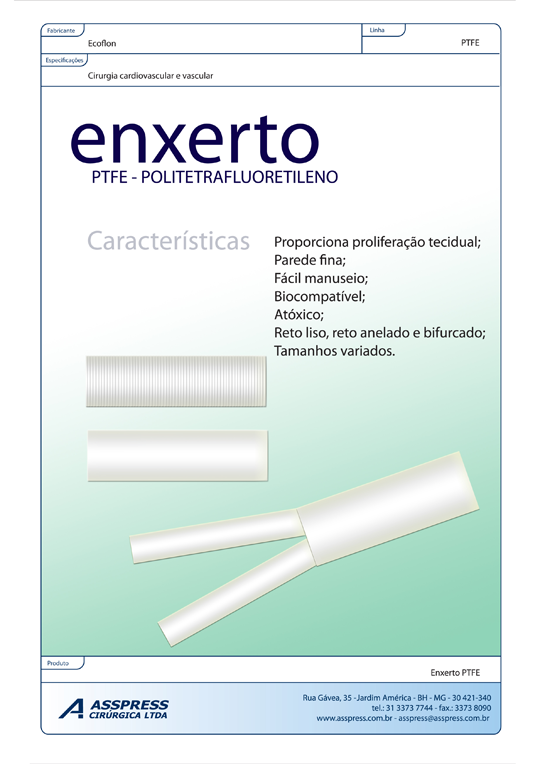 Fabricante
Ecoflon
Linha
PTFE
Especificações
Cirurgia cardiovascular e vascular
enxerto
PTFE - POLITETRAFLUORETILENO
Características
Proporciona proliferação tecidual;
Parede fina;
Fácil manuseio;
Biocompatível;
Atóxico;
Reto liso, reto anelado e bifurcado;
Tamanhos variados.
Produto
Enxerto PTFE
ASSPRESS
CIRÚRGICA LTDA
Rua Gávea, 35 -Jardim América - BH - MG - 30 421-340
tel.: 31 3373 7744 - fax.: 3373 8090
www.asspress.com.br - asspress@asspress.com.br